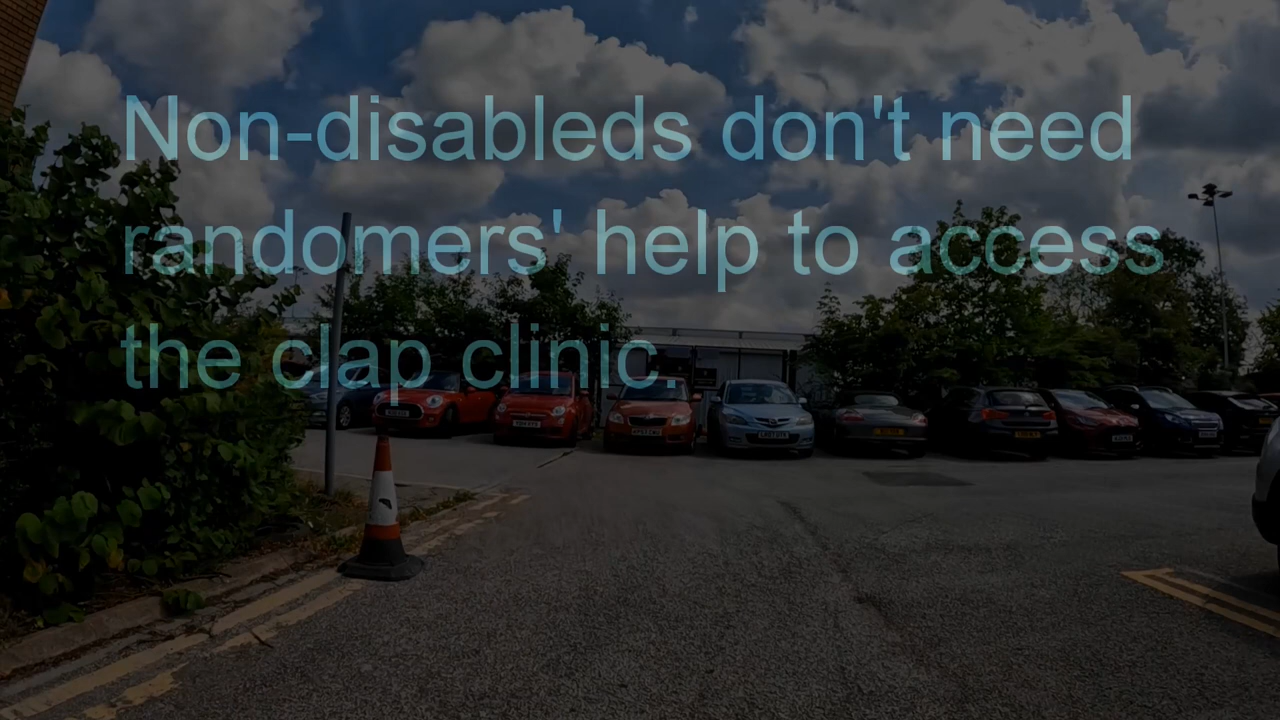 Non-disableds don't need
randomers' help to access
the clap clinic.